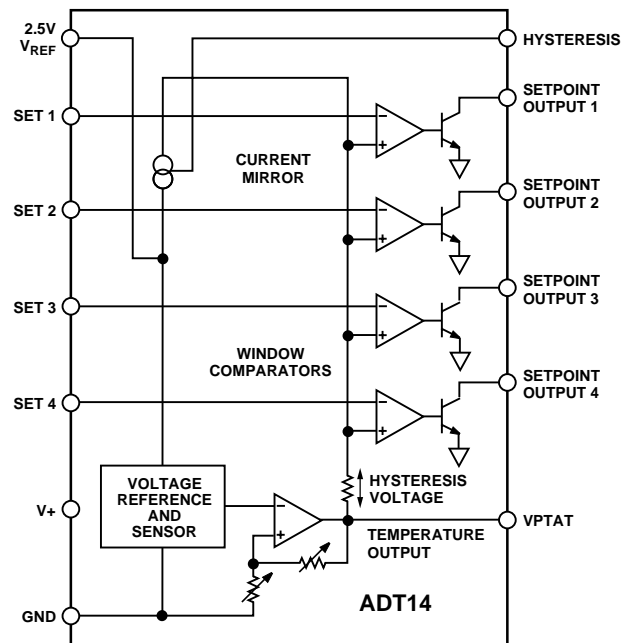 2.5V
VREF
HYSTERESIS
SETPOINT
OUTPUT 1
SET 1
−
+
CURRENT
MIRROR
SETPOINT
OUTPUT 2
SET 2
−
+
SETPOINT
OUTPUT 3
SET 3
−
+
WINDOW
COMPARATORS
SETPOINT
OUTPUT 4
SET 4
−
+
VOLTAGE
REFERENCE
AND
SENSOR
HYSTERESIS
VOLTAGE
V+
−
+
TEMPERATURE
OUTPUT
VPTAT
GND
ADT14